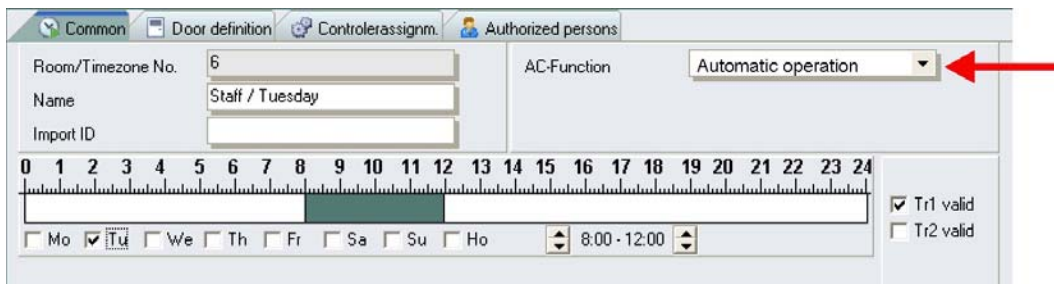 Common Door definition Controlerassignm. Authorized persons
Room/Timezone No. 6 AC-Function Automatic operation
Name Staff / Tuesday
Import ID
0 1 2 3 4 5 6 7 8 9 10 11 12 13 14 15 16 17 18 19 20 21 22 23 24
Tr1 valid
Mo Tu We Th Fr Sa Su Ho 8:00 - 12:00 Tr2 valid